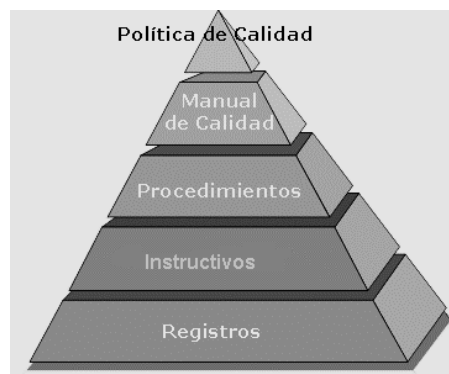 Política de Calidad
Manual
de Calidad
Procedimientos
Instructivos
Registros